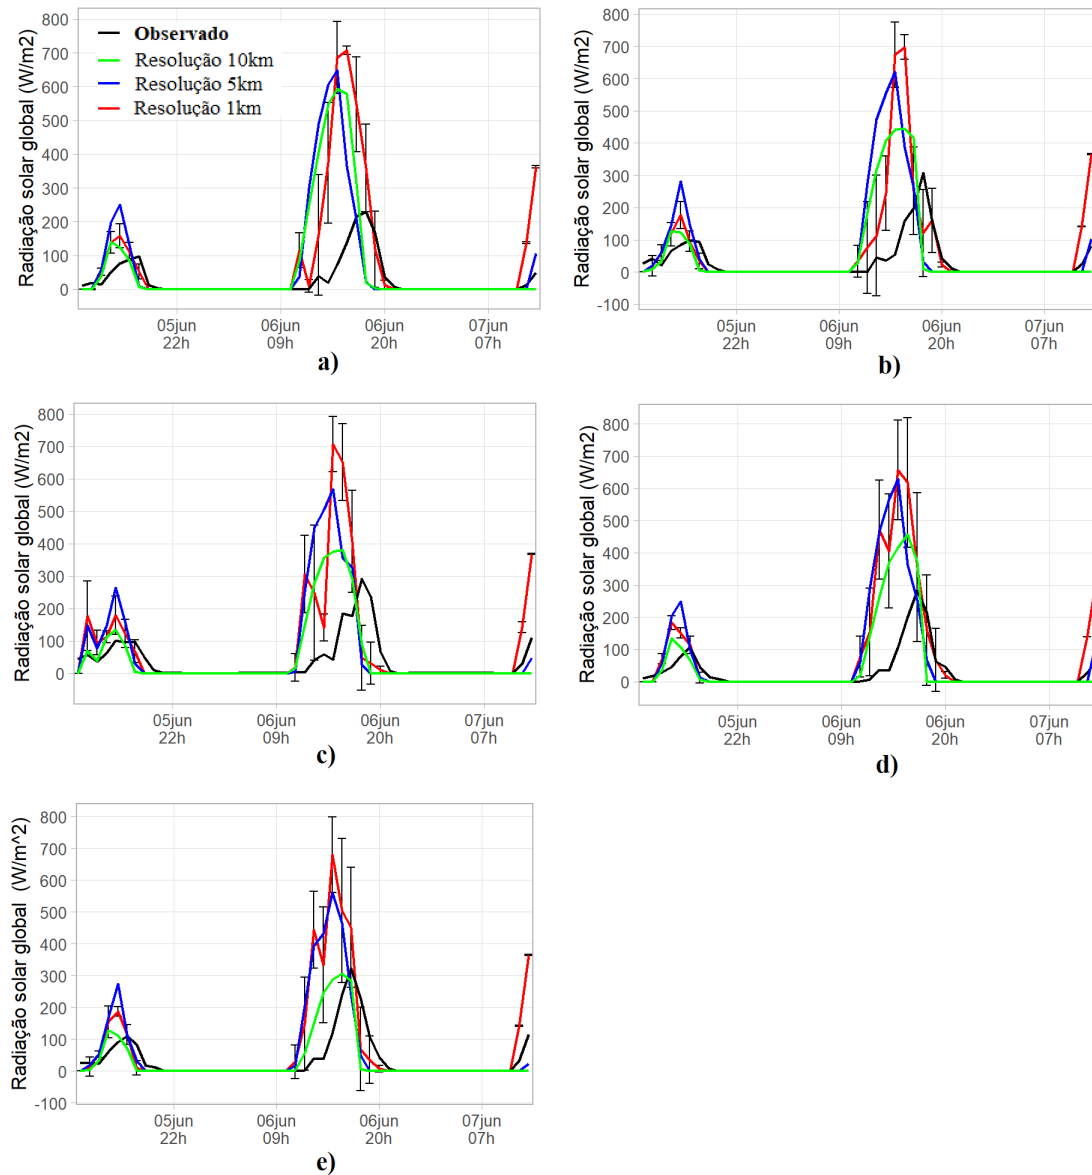 Radiação solar global (W/m2)
800
700
600
500
400
300
200
100
0
Observado
Resolução 10km
Resolução 5km
Resolução 1km
05jun 06jun 06jun 07jun
22h 09h 20h 07h
a)
Radiação solar global (W/m2)
800
700
600
500
400
300
200
100
0
-100
05jun 06jun 06jun 07jun
22h 09h 20h 07h
b)
Radiação solar global (W/m2)
800
700
600
500
400
300
200
100
0
05jun 06jun 06jun 07jun
22h 09h 20h 07h
c)
Radiação solar global (W/m2)
800
700
600
500
400
300
200
100
0
05jun 06jun 06jun 07jun
22h 09h 20h 07h
d)
Radiação solar global (W/m^2)
800
700
600
500
400
300
200
100
0
-100
05jun 06jun 06jun 07jun
22h 09h 20h 07h
e)